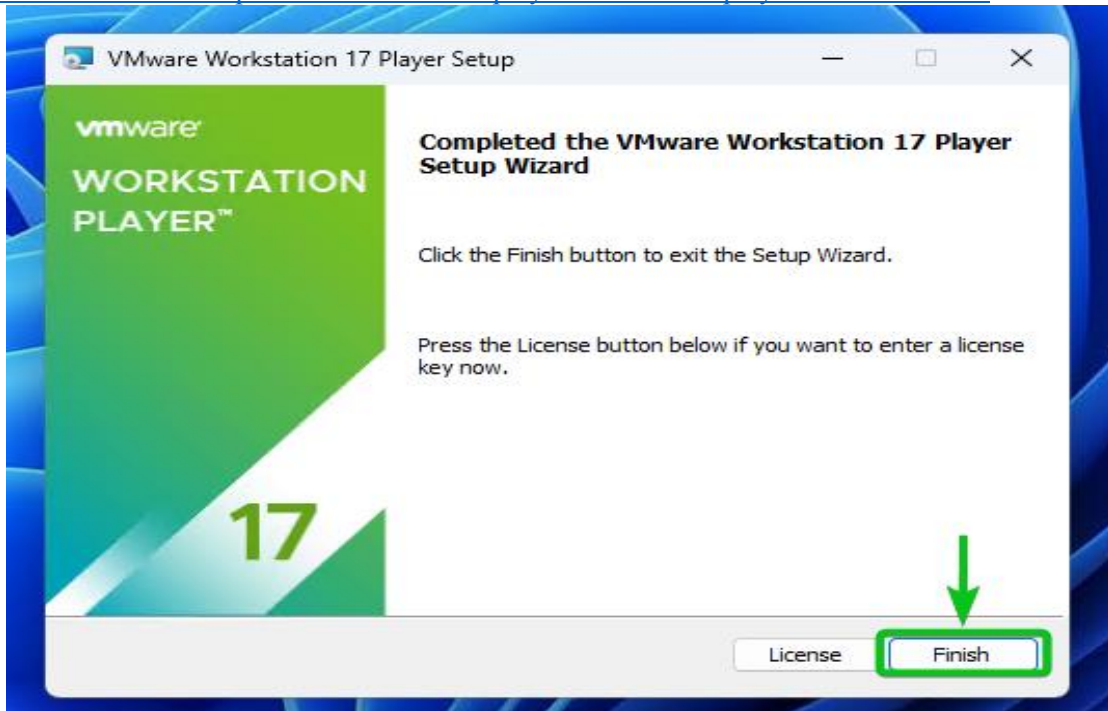 VMware Workstation 17 Player Setup
vmware
WORKSTATION
PLAYER™
17
Completed the VMware Workstation 17 Player
Setup Wizard
Click the Finish button to exit the Setup Wizard.
Press the License button below if you want to enter a license
key now.
License
Finish